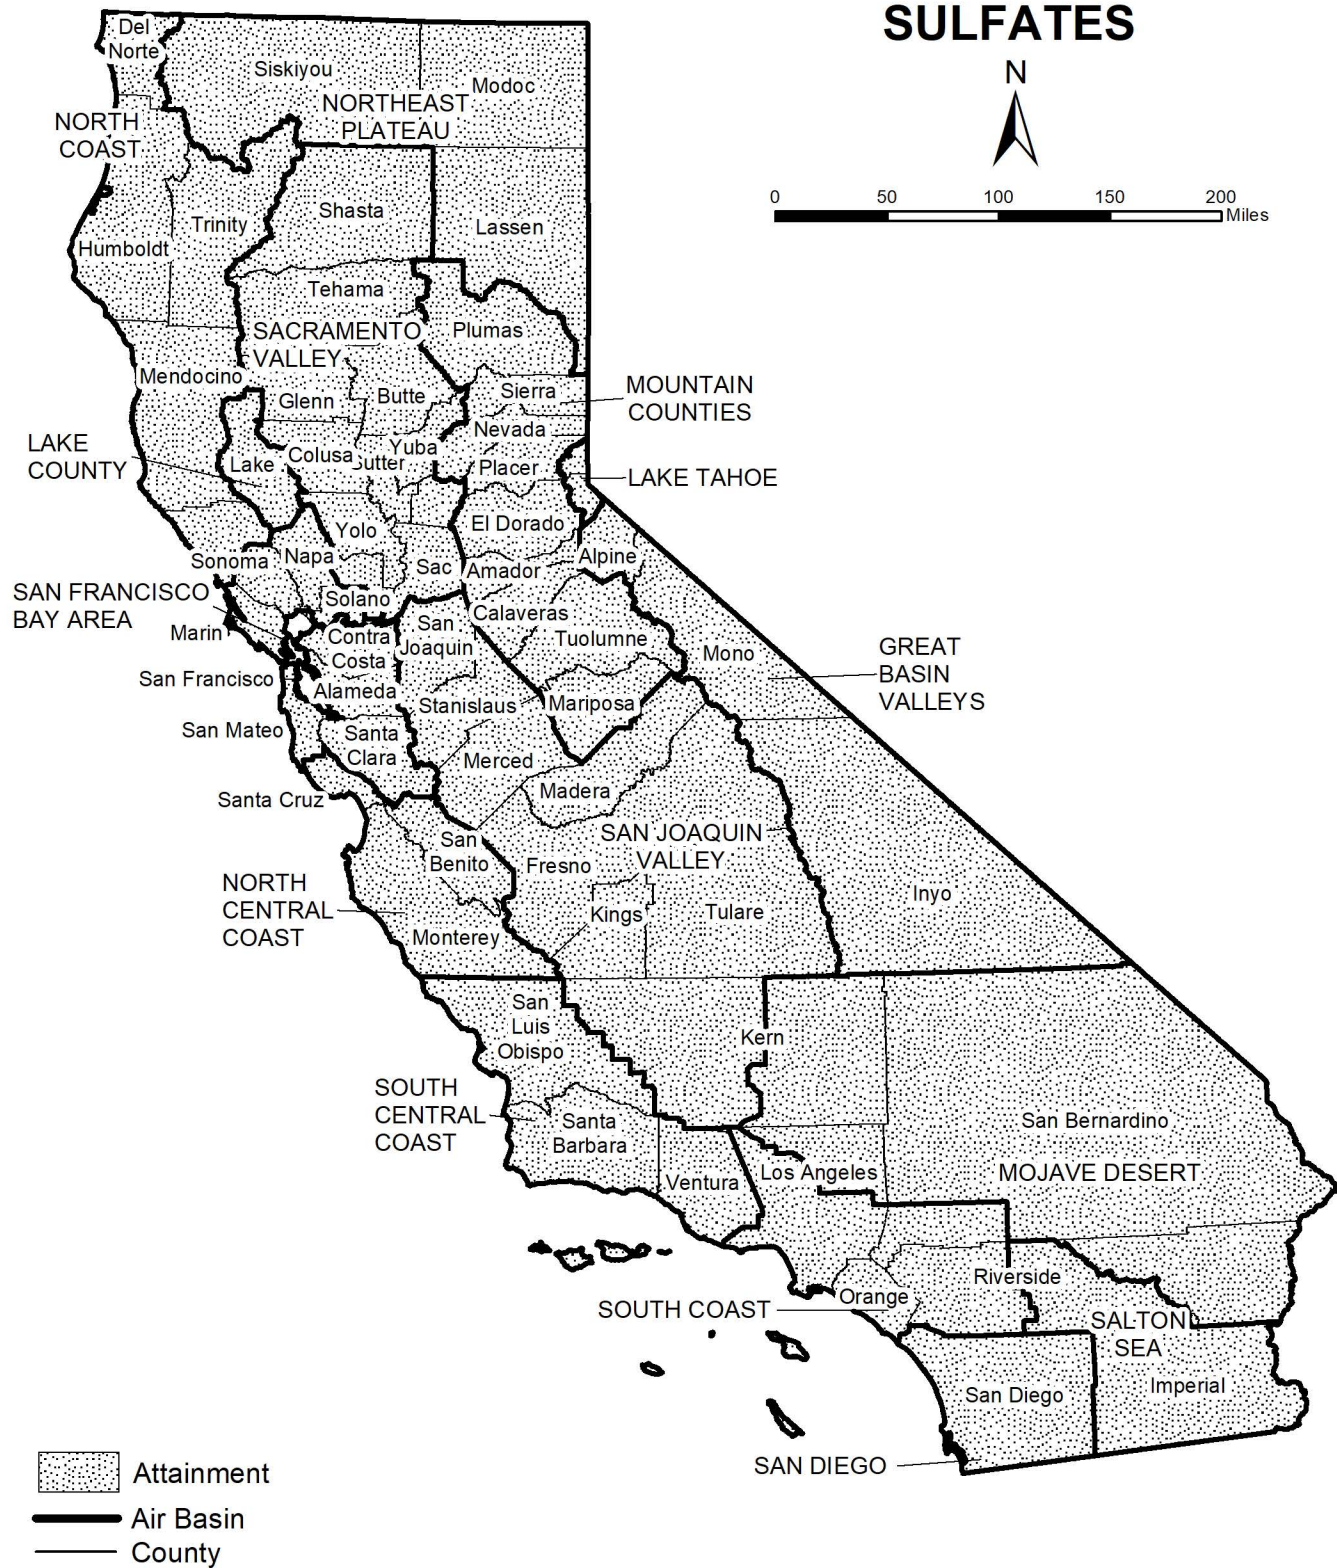 SULFATES
N
0 50 100 150 200
Miles
Del
Norte
Siskiyou
Modoc
NORTHEAST
PLATEAU
NORTH
COAST
Shasta
Trinity
Lassen
Humboldt
Tehama
SACRAMENTO
VALLEY
Plumas
Mendocino
Glenn
Butte
Sierra
MOUNTAIN
COUNTIES
Nevada
LAKE
COUNTY
Lake
Colusa
Yuba
Placer
LAKE TAHOE
El Dorado
Yolo
Sonoma
Napa
Sac
Amador
Alpine
SAN FRANCISCO
BAY AREA
Solano
Marin
Contra
Costa
San
Joaquin
Calaveras
Tuolumne
Mono
GREAT
BASIN
VALLEYS
San Francisco
Alameda
Stanislaus
Mariposa
San Mateo
Santa
Clara
Merced
Santa Cruz
Madera
SAN JOAQUIN
VALLEY
San
Benito
Fresno
NORTH
CENTRAL
COAST
Kings
Tulare
Inyo
Monterey
San
Luis
Obispo
Kern
SOUTH
CENTRAL
COAST
Santa
Barbara
San Bernardino
Ventura
Los Angeles
MOJAVE DESERT
Riverside
Orange
SOUTH COAST
SALTON
SEA
San Diego
Imperial
SAN DIEGO
Attainment
Air Basin
County